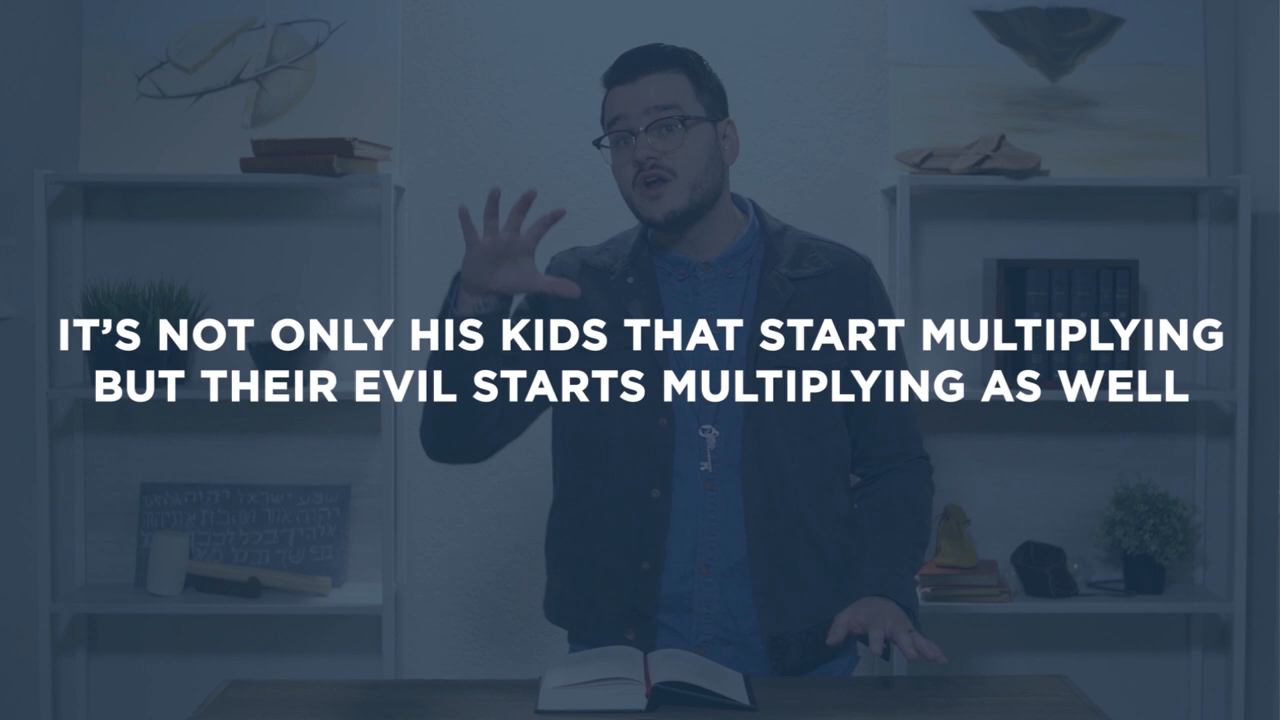 IT’S NOT ONLY HIS KIDS THAT START MULTIPLYING
BUT THEIR EVIL STARTS MULTIPLYING AS WELL